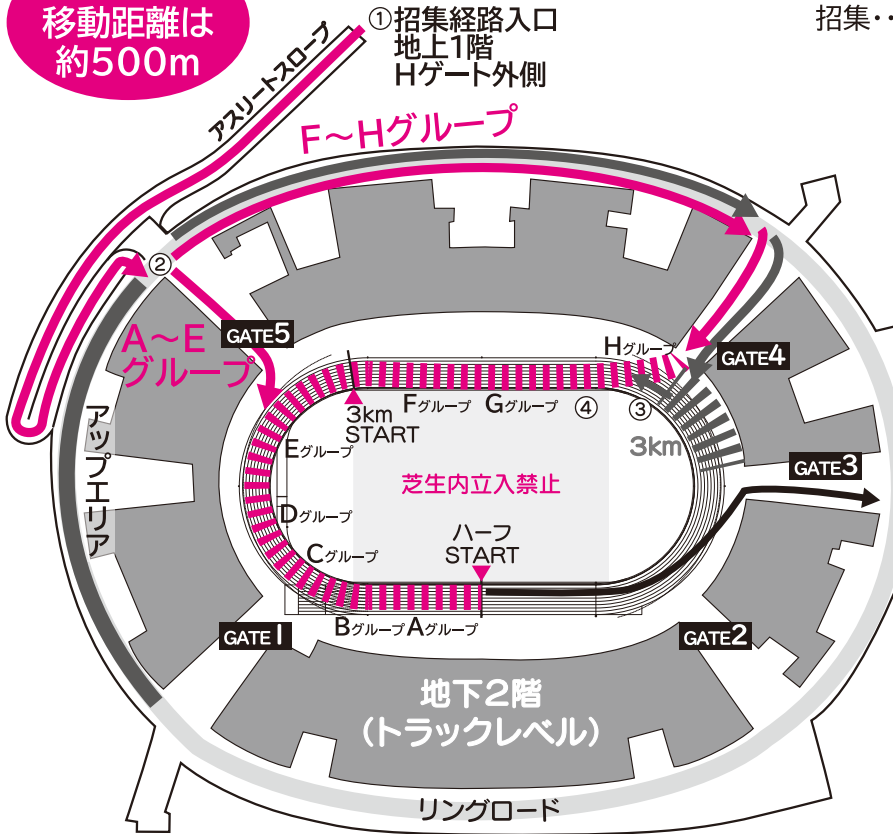 移動距離は
約500m
①招集経路入口
地上1階
Hゲート外側
招集‥
アスリートスロープ
F〜Hグループ
②
A〜E
グループ
GATE5
Hグループ
GATE4
Fグループ
Gグループ
④
③
3km
START
3km
アップエリア
Eグループ
芝生内立入禁止
GATE3
Dグループ
ハーフ
START
Cグループ
Bグループ
Aグループ
GATE1
GATE2
地下2階
(トラックレベル)
リングロード